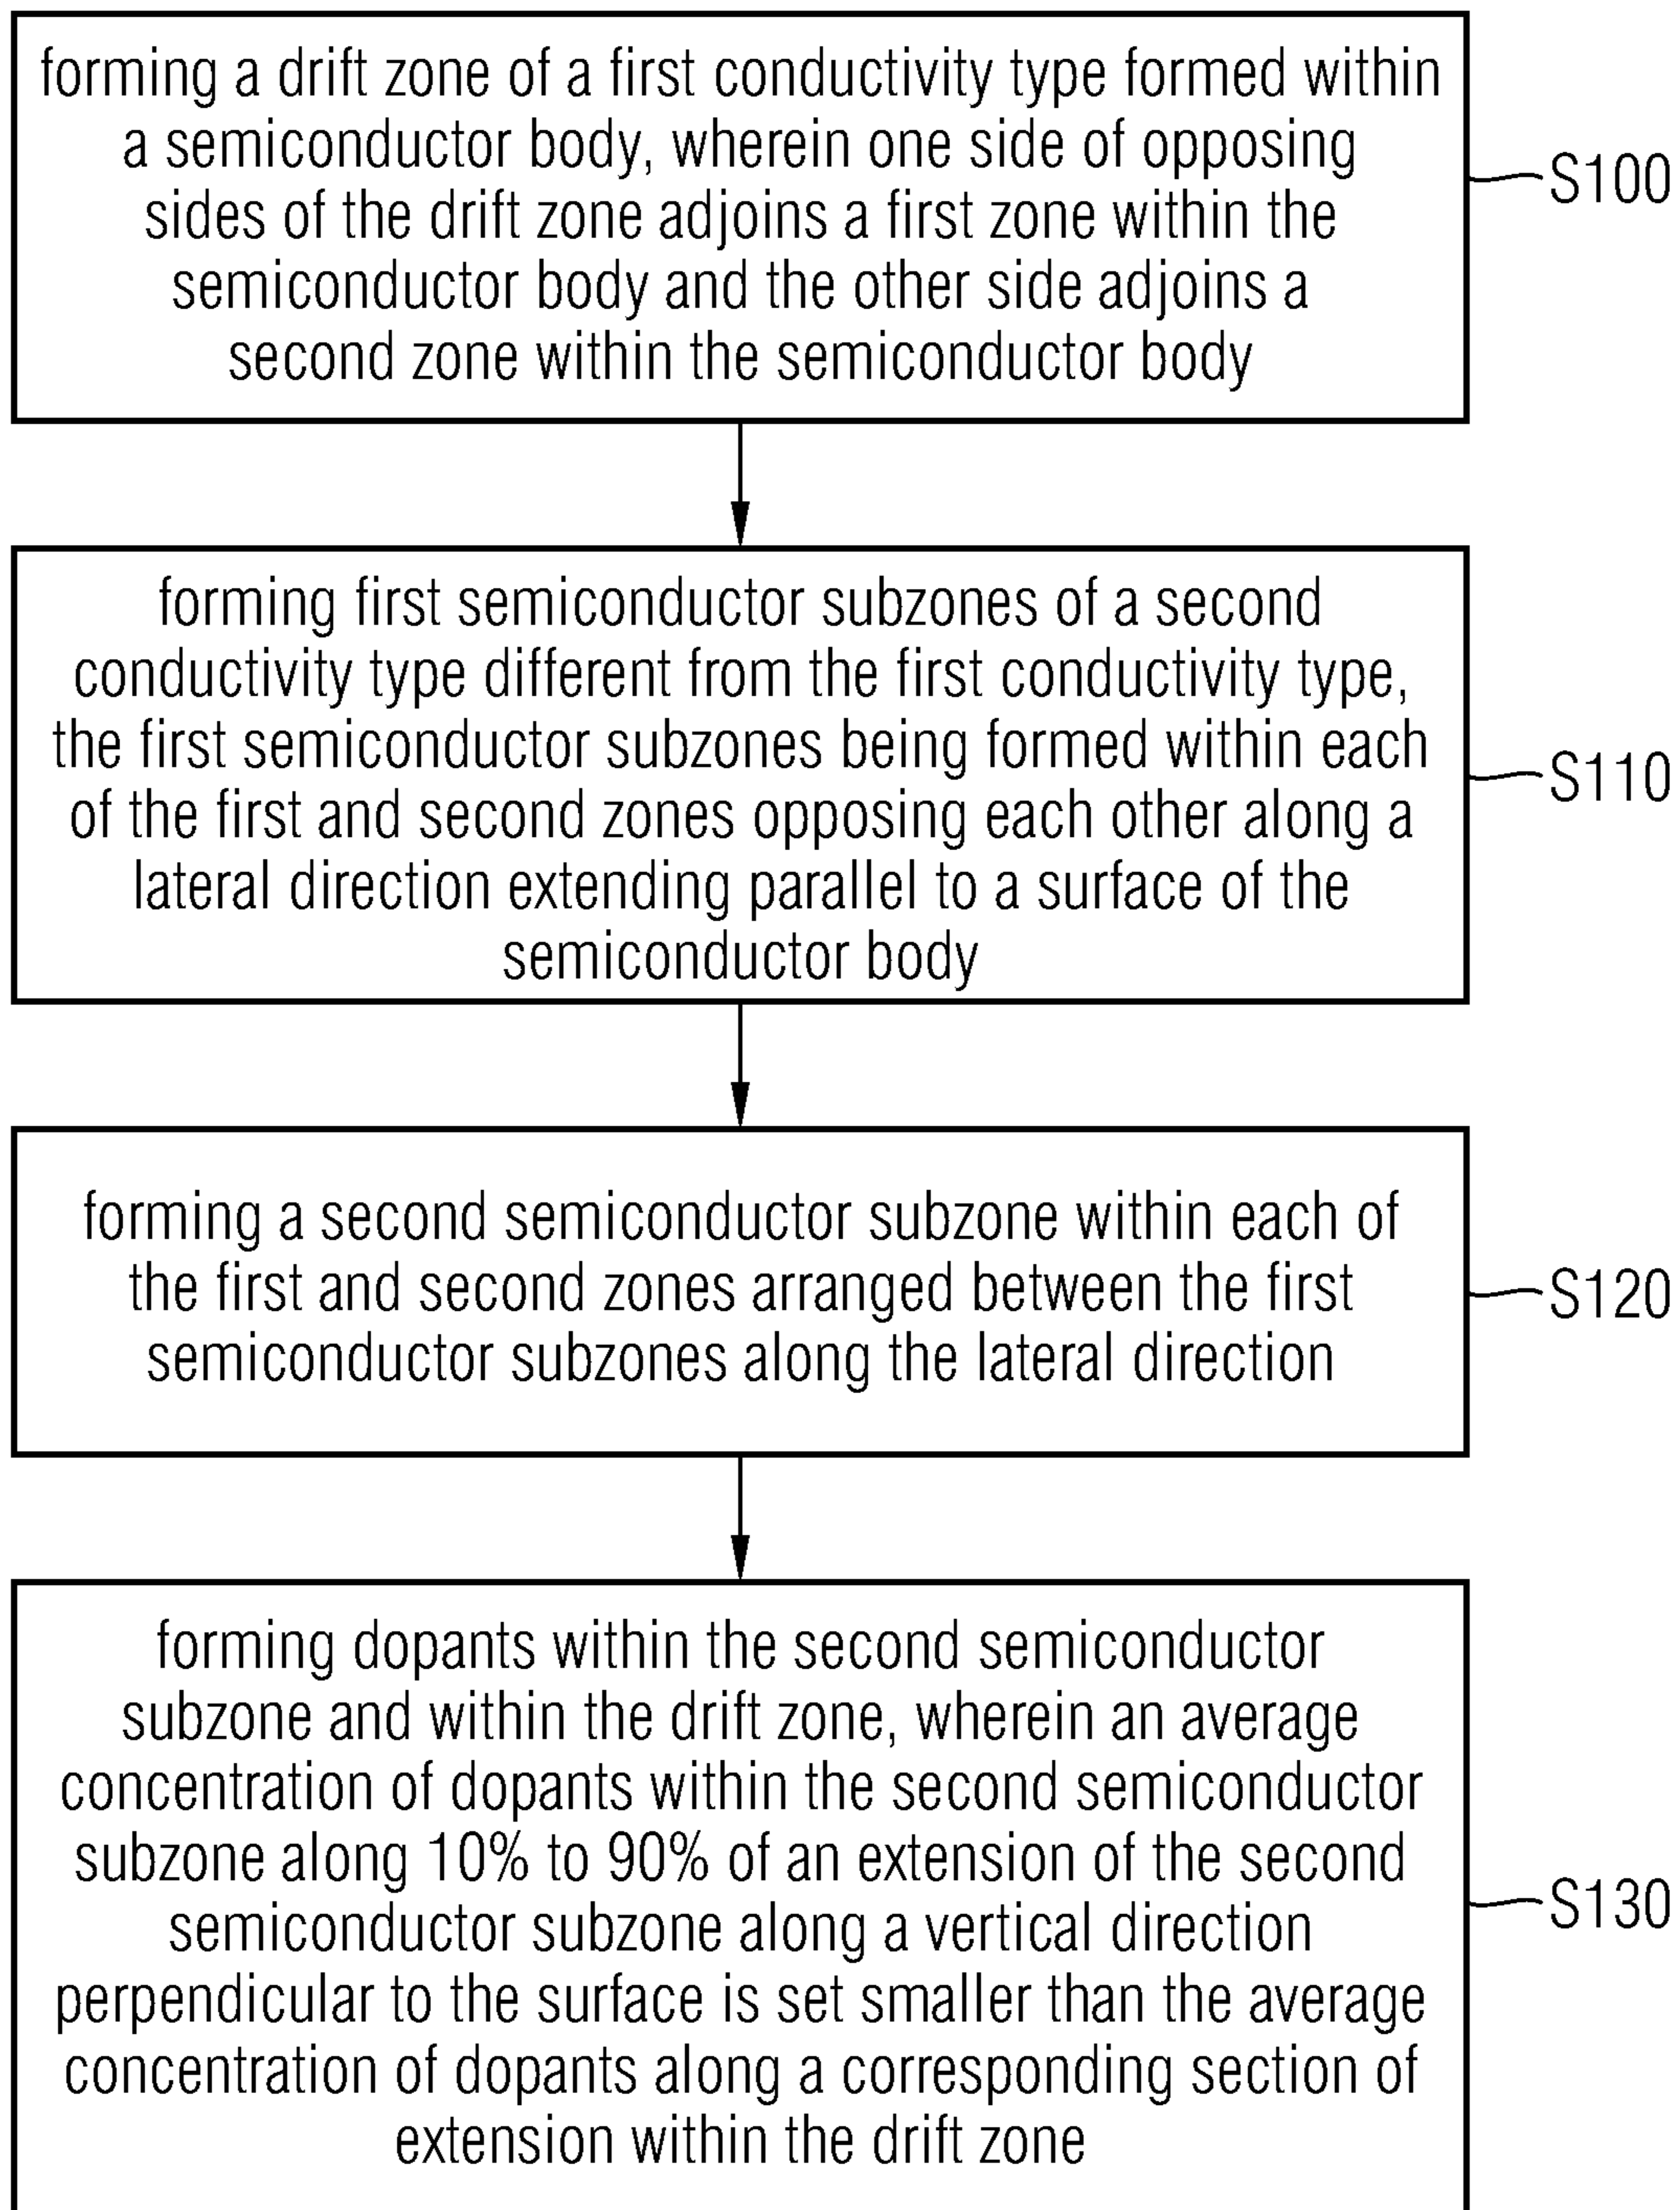 forming a drift zone of a first conductivity type formed within
a semiconductor body, wherein one side of opposing
sides of the drift zone adjoins a first zone within the
semiconductor body and the other side adjoins a
second zone within the semiconductor body
S100
forming first semiconductor subzones of a second
conductivity type different from the first conductivity type,
the first semiconductor subzones being formed within each
of the first and second zones opposing each other along a
lateral direction extending parallel to a surface of the
semiconductor body
S110
forming a second semiconductor subzone within each of
the first and second zones arranged between the first
semiconductor subzones along the lateral direction
S120
forming dopants within the second semiconductor
subzone and within the drift zone, wherein an average
concentration of dopants within the second semiconductor
subzone along 10% to 90% of an extension of the second
semiconductor subzone along a vertical direction
perpendicular to the surface is set smaller than the average
concentration of dopants along a corresponding section of
extension within the drift zone
S130